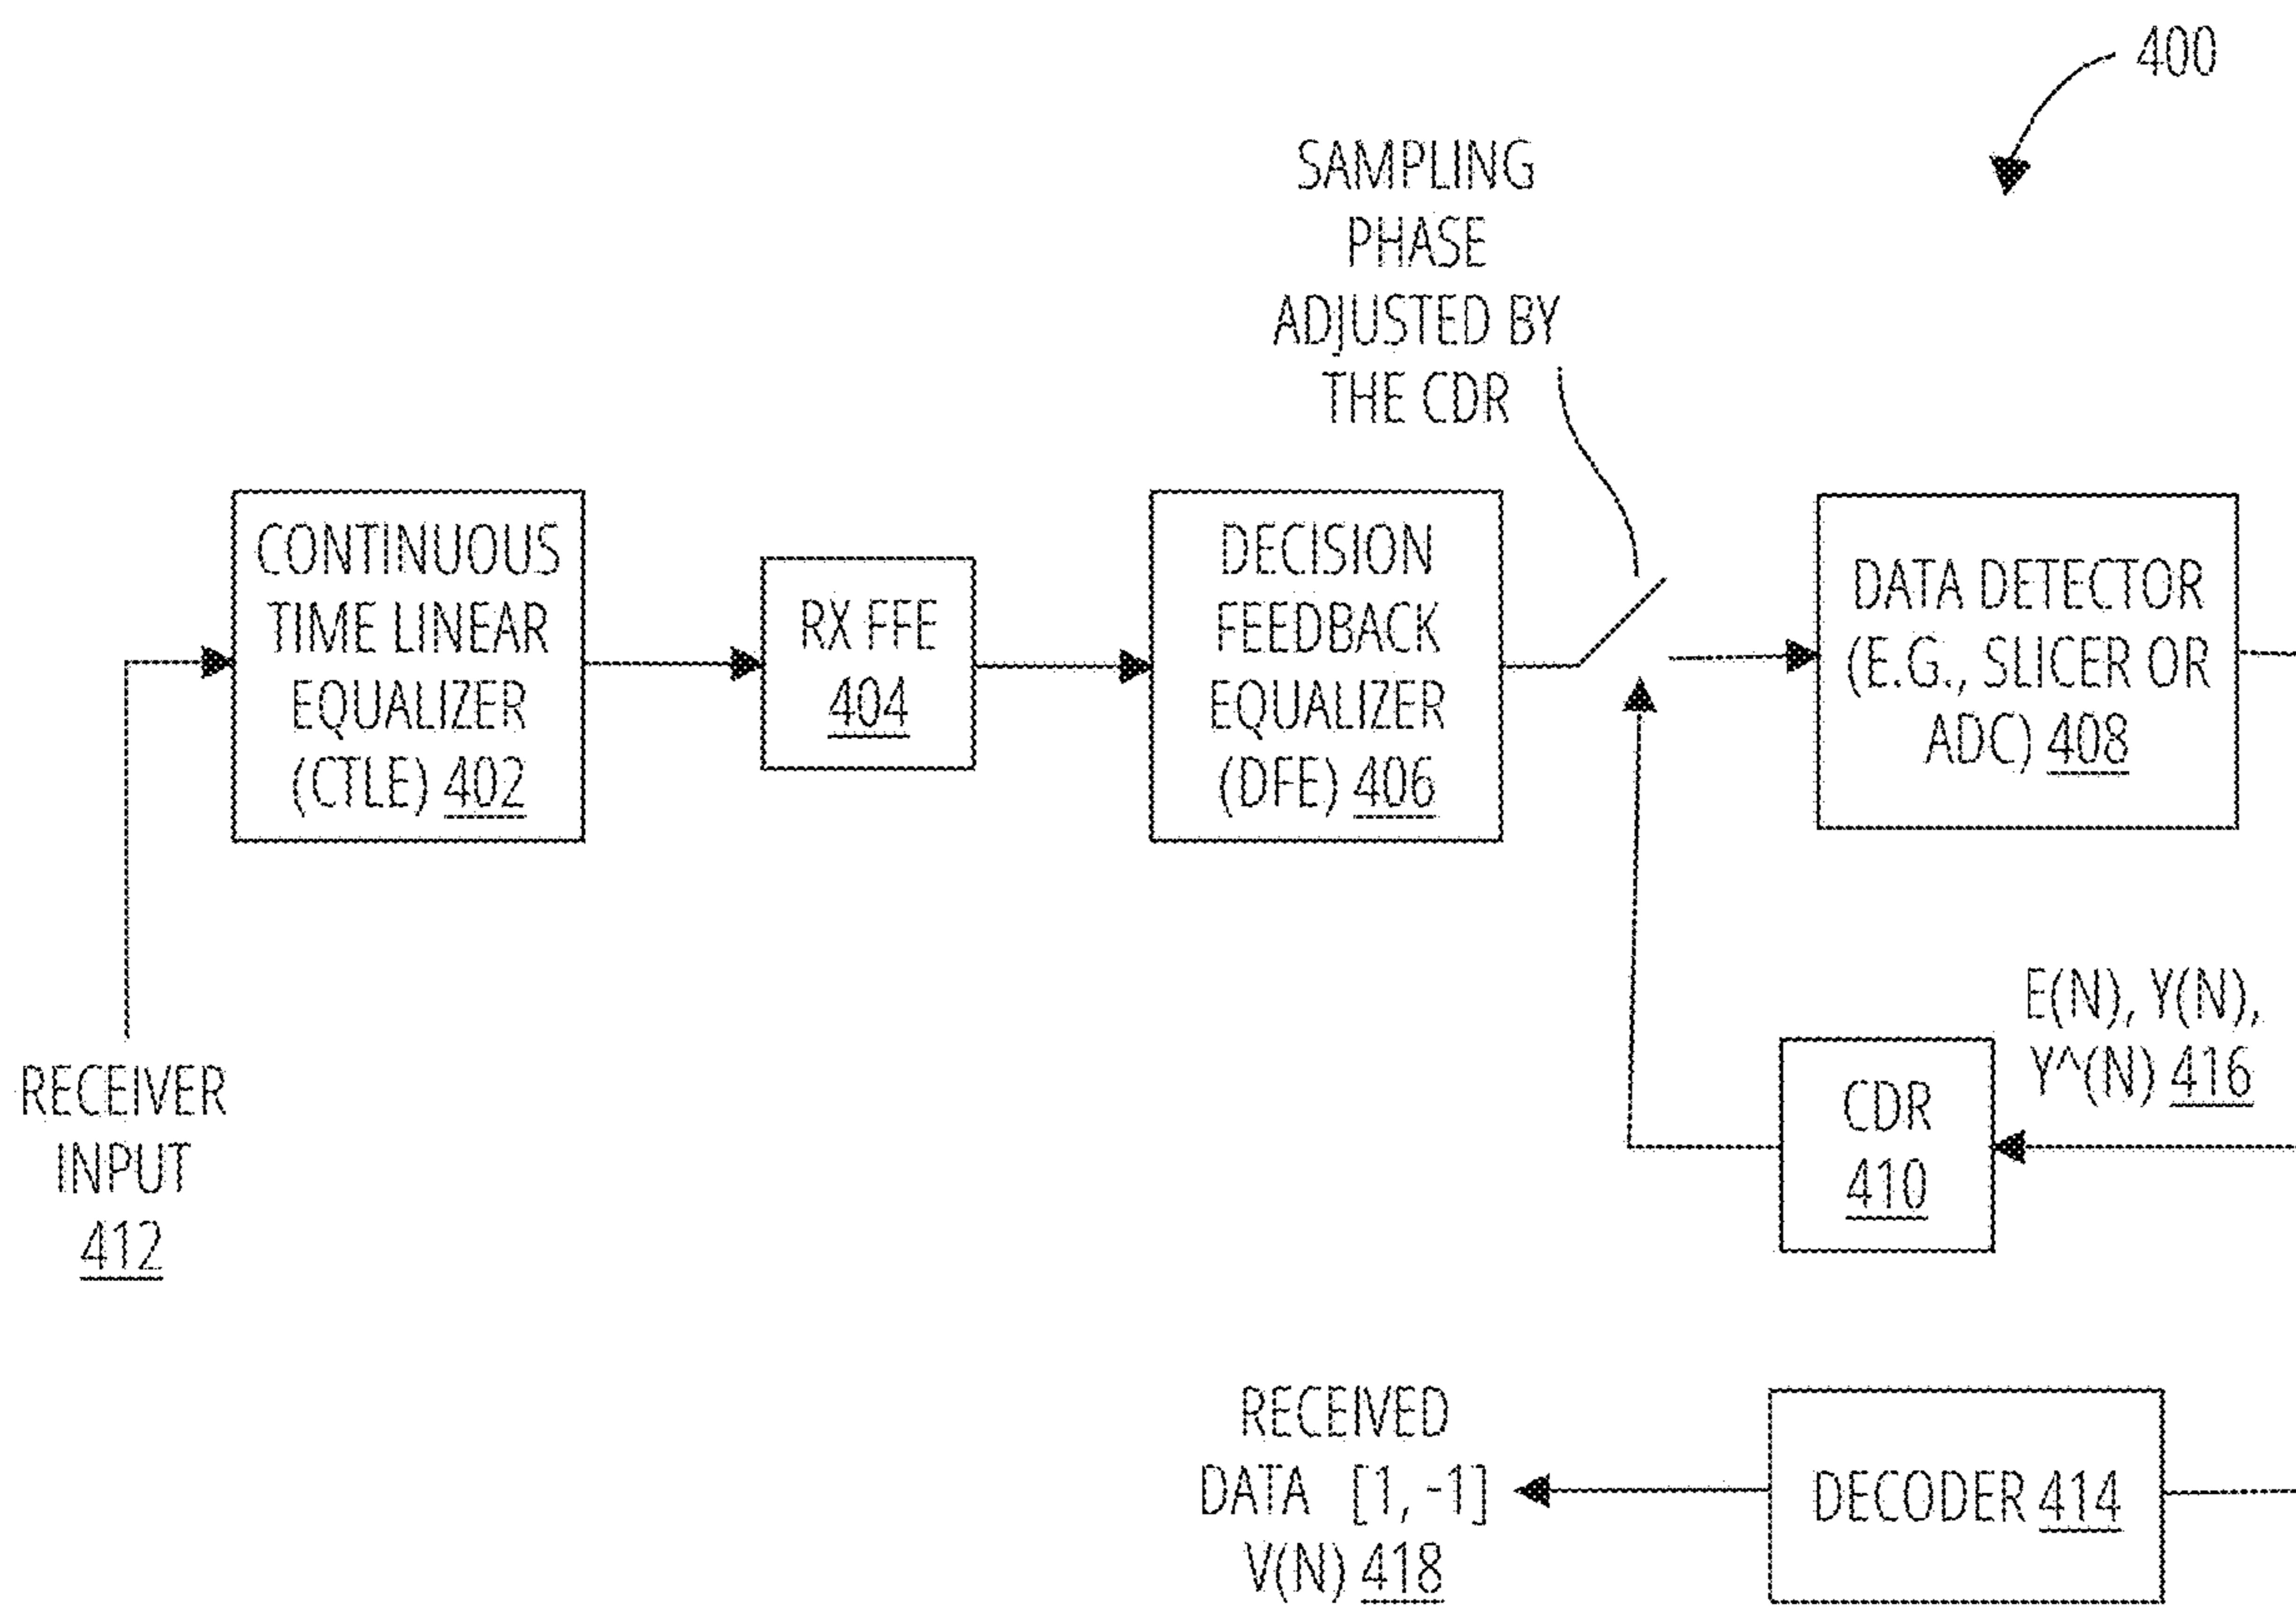 400
SAMPLING
PHASE
ADJUSTED BY
THE CDR
CONTINUOUS
TIME LINEAR
EQUALIZER
(CTLE) 402
RX FFE
404
DECISION
FEEDBACK
EQUALIZER
(DFE) 406
DATA DETECTOR
(E.G., SLICER OR
ADC) 408
RECEIVER
INPUT
412
CDR
410
E(N), Y(N),
Y^(N) 416
RECEIVED
DATA [1, -1]
V(N) 418
DECODER 414